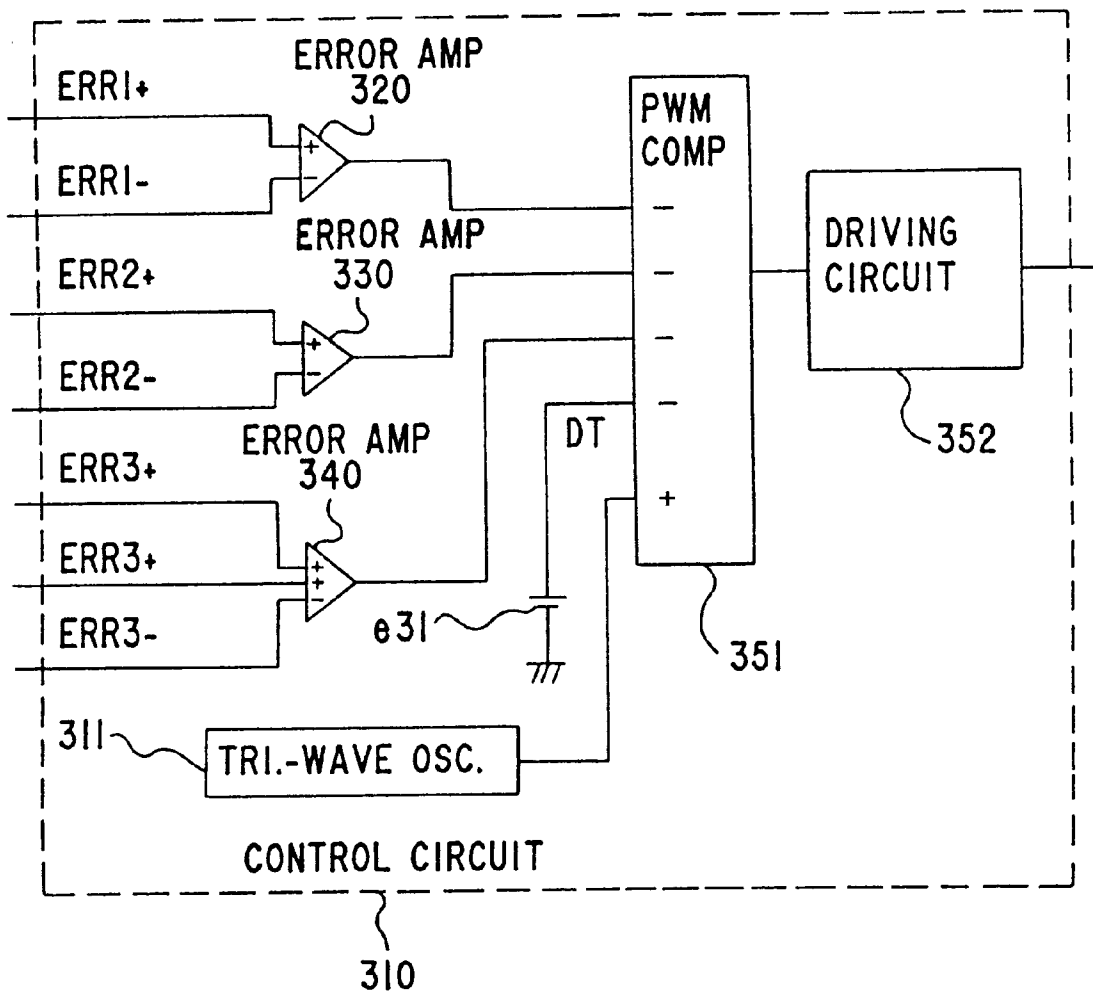 ERROR AMP
320
ERR1+
ERR1-
+
-
PWM
COMP
-
-
-
-
+
351
DRIVING
CIRCUIT
352
ERROR AMP
330
ERR2+
ERR2-
+
-
ERROR AMP
340
ERR3+
ERR3+
ERR3-
+
+
-
DT
e31
311
TRI.-WAVE OSC.
CONTROL CIRCUIT
310